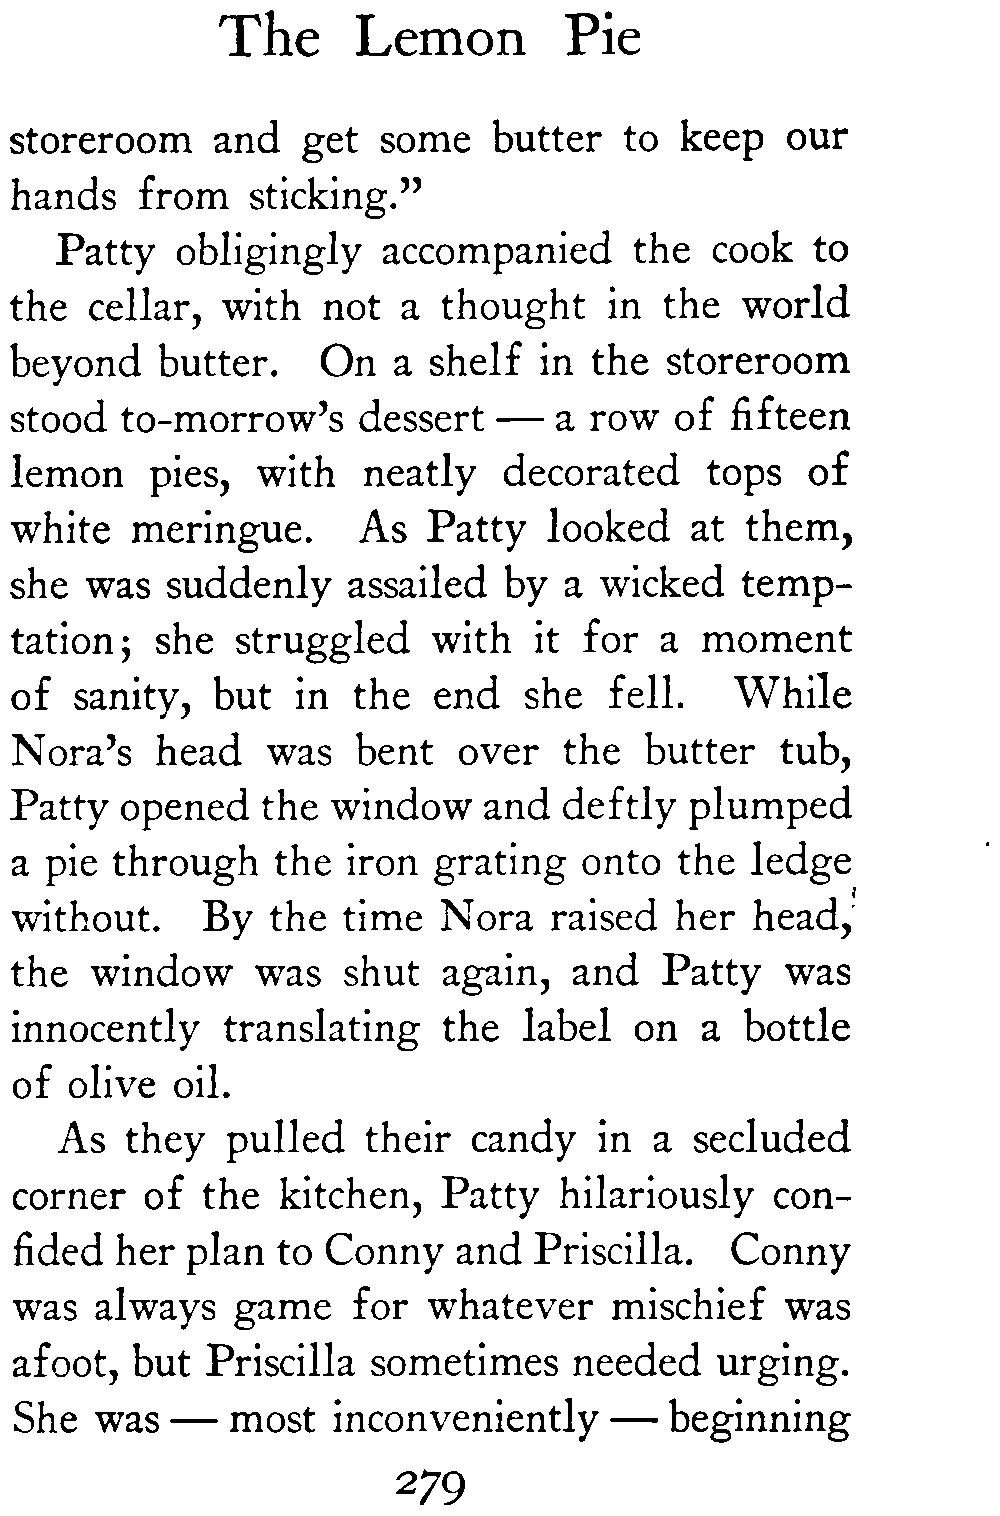 The Lemon Pie
storeroom and get some butter to keep our
hands from sticking.”
Patty obligingly accompanied the cook to
the cellar, with not a thought in the world
beyond butter. On a shelf in the storeroom
stood to-morrow’s dessert — a row of fifteen
lemon pies, with neatly decorated tops of
white meringue. As Patty looked at them,
she was suddenly assailed by a wicked temp-
tation; she struggled with it for a moment
of sanity, but in the end she fell. While
Nora’s head was bent over the butter tub,
Patty opened the window and deftly plumped
a pie through the iron grating onto the ledge
without. By the time Nora raised her head,
the window was shut again, and Patty was
innocently translating the label on a bottle
of olive oil.
As they pulled their candy in a secluded
corner of the kitchen, Patty hilariously con-
fided her plan to Conny and Priscilla. Conny
was always game for whatever mischief was
afoot, but Priscilla sometimes needed urging.
She was — most inconveniently — beginning
279